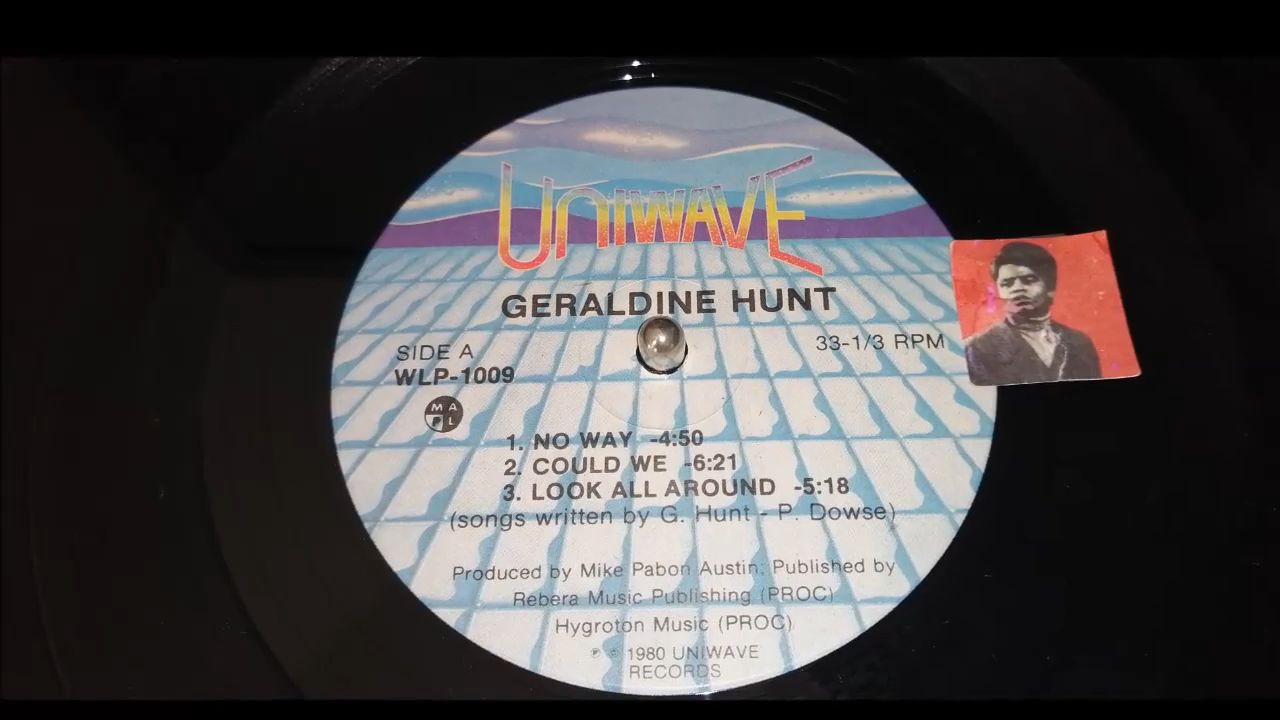 UNIWAVE
GERALDINE HUNT
SIDE A
33-1/3 RPM
WLP-1009
M A
P L
1. NO WAY -4:50
2. COULD WE -6:21
3. LOOK ALL AROUND -5:18
(songs written by G. Hunt - P. Dowse)
Produced by Mike Pabon Austin; Published by
Rebera Music Publishing (PROC)
Hygroton Music (PROC)
℗ © 1980 UNIWAVE
RECORDS